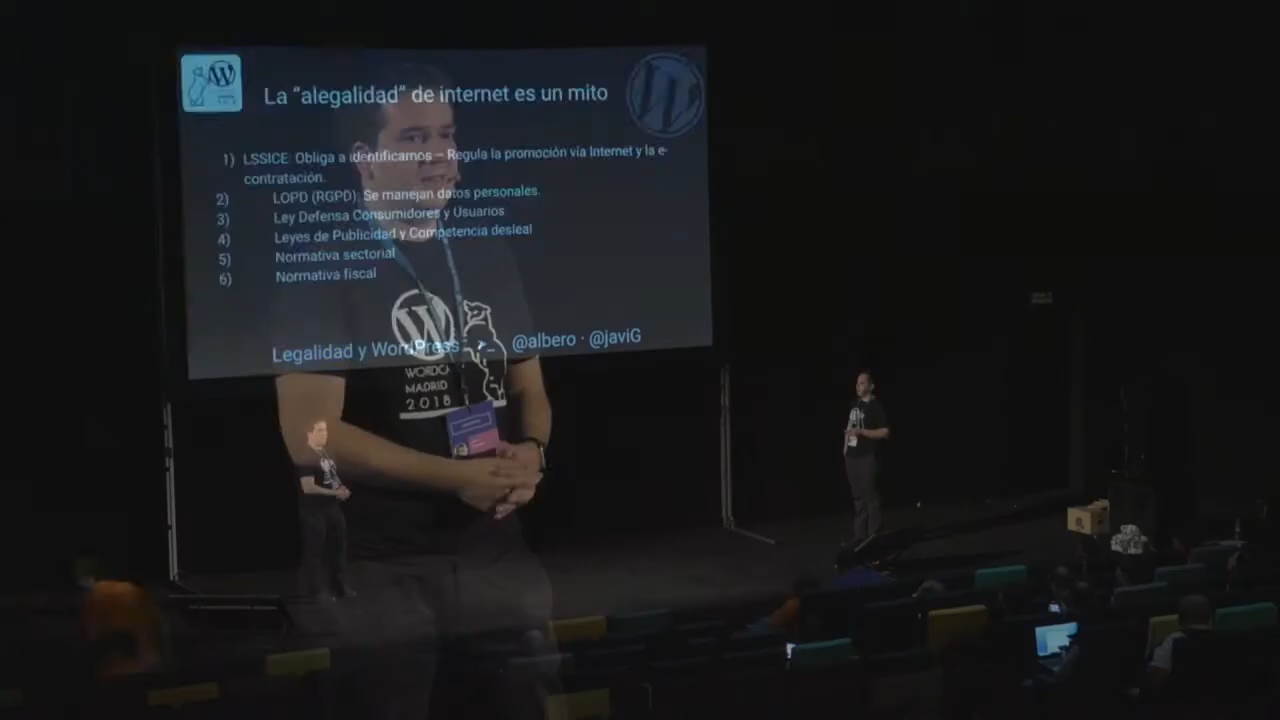 La "alegalidad" de internet es un mito
1) LSSICE: Obliga a identificarnos – Regula la promoción vía Internet y la e-
contratación.
2) LOPD (RGPD): Se manejan datos personales.
3) Ley Defensa Consumidores y Usuarios
4) Leyes de Publicidad y Competencia desleal
5) Normativa sectorial
6) Normativa fiscal
Legalidad y WordPress
@albero · @javiG
WORDCA
MADRID
2018